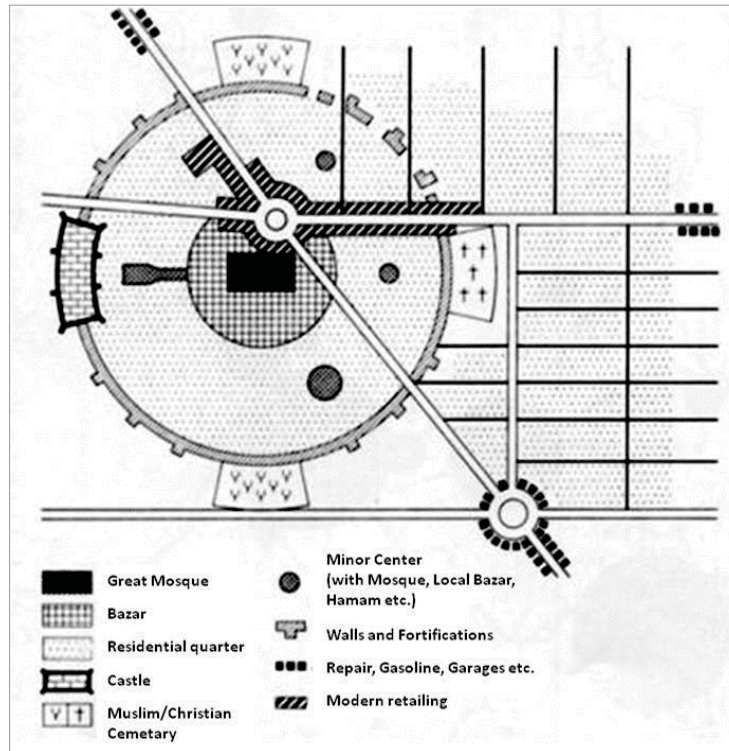 Great Mosque
Bazar
Residential quarter
Castle
Muslim/Christian
Cemetary
Minor Center
(with Mosque, Local Bazar,
Hamam etc.)
Walls and Fortifications
Repair, Gasoline, Garages etc.
Modern retailing